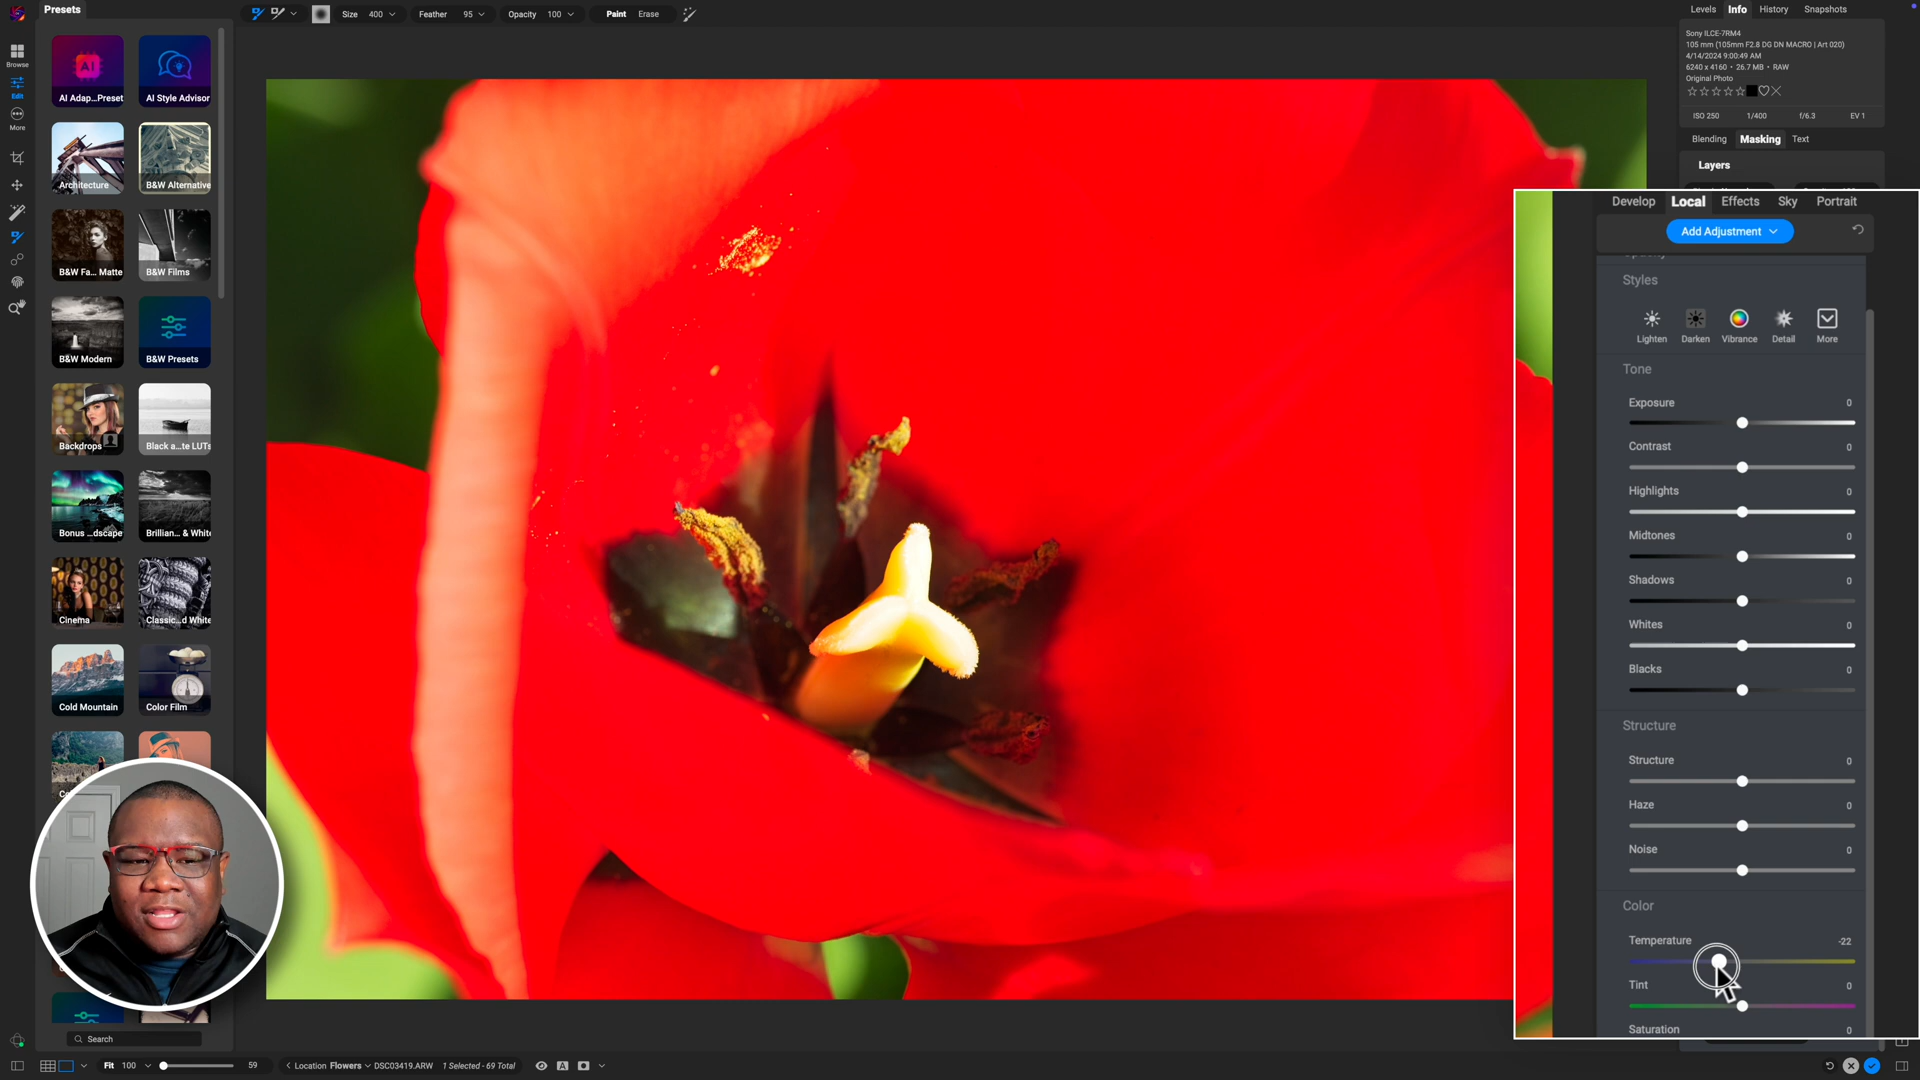 Presets
Size 400
Feather 95
Opacity 100
Paint
Erase
Levels
Info
History
Snapshots
Browse
Edit
More
AI Adap...Preset
AI Style Advisor
Architecture
B&W Alternative
B&W Fa... Matte
B&W Films
B&W Modern
B&W Presets
Backdrops
Black a...te LUTs
Bonus ...dscape
Brillian... & White
Cinema
Classic...d White
Cold Mountain
Color Film
Search
Sony ILCE-7RM4
105 mm (105mm F2.8 DG DN MACRO | Art 020)
4/14/2024 9:00:49 AM
6240 x 4160 • 26.7 MB • RAW
Original Photo
ISO 250
1/400
f/6.3
EV 1
Blending
Masking
Text
Layers
Develop
Local
Effects
Sky
Portrait
Add Adjustment
Styles
Lighten
Darken
Vibrance
Detail
More
Tone
Exposure 0
Contrast 0
Highlights 0
Midtones 0
Shadows 0
Whites 0
Blacks 0
Structure
Structure 0
Haze 0
Noise 0
Color
Temperature -22
Tint 0
Saturation 0
Fit 100
59
Location Flowers DSC03419.ARW 1 Selected - 69 Total
A